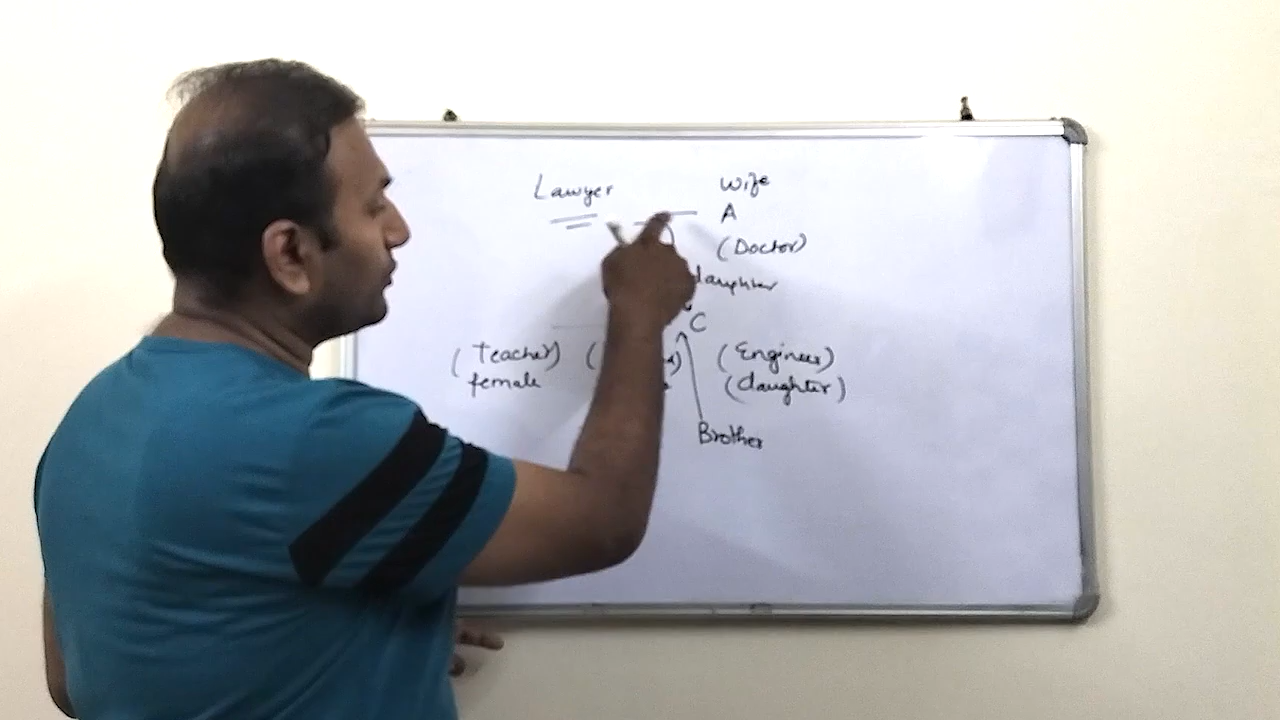 Lawyer Wife
A
(Doctor)
daughter
C
(Teacher) (Engineer)
female (daughter)
Brother